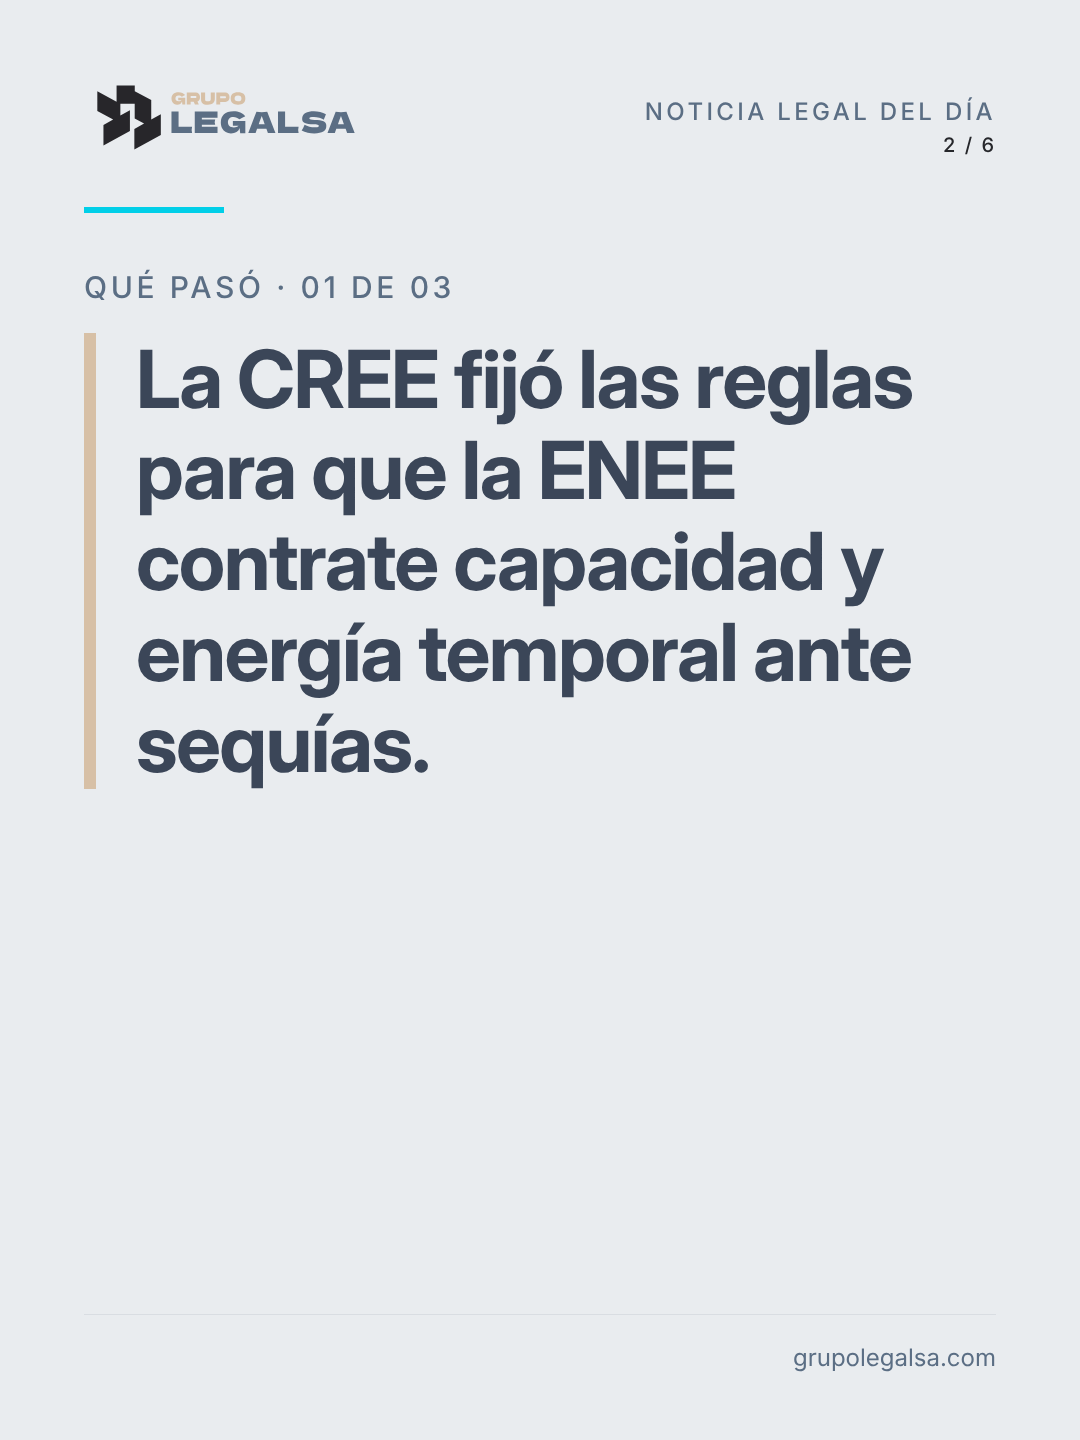 GRUPO
LEGALSA
NOTICIA LEGAL DEL DÍA
2 / 6
QUÉ PASÓ · 01 DE 03
La CREE fijó las reglas
para que la ENEE
contrate capacidad y
energía temporal ante
sequías.
grupolegalsa.com